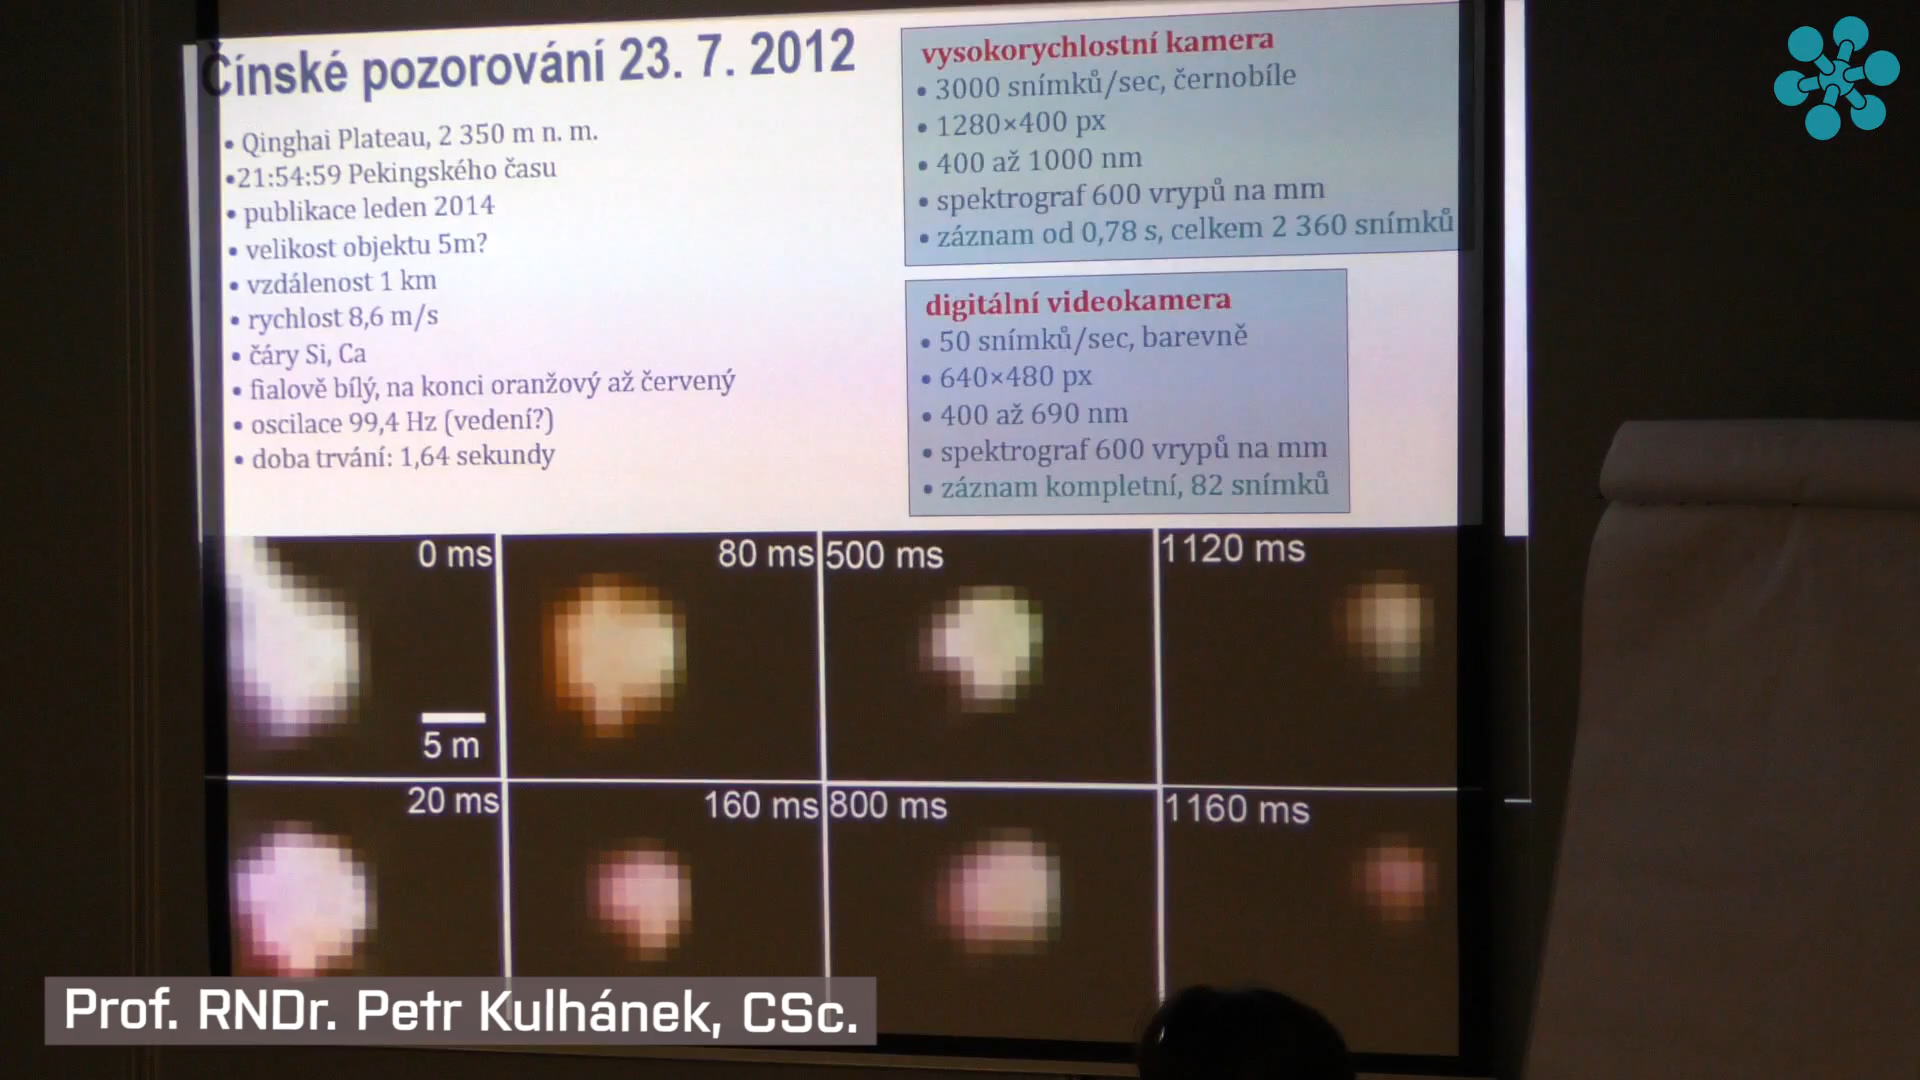 Čínské pozorování 23. 7. 2012
• Qinghai Plateau, 2 350 m n. m.
•21:54:59 Pekingského času
• publikace leden 2014
• velikost objektu 5m?
• vzdálenost 1 km
• rychlost 8,6 m/s
• čáry Si, Ca
• fialově bílý, na konci oranžový až červený
• oscilace 99,4 Hz (vedení?)
• doba trvání: 1,64 sekundy
vysokorychlostní kamera
• 3000 snímků/sec, černobíle
• 1280×400 px
• 400 až 1000 nm
• spektrograf 600 vrypů na mm
• záznam od 0,78 s, celkem 2 360 snímků
digitální videokamera
• 50 snímků/sec, barevně
• 640×480 px
• 400 až 690 nm
• spektrograf 600 vrypů na mm
• záznam kompletní, 82 snímků
0 ms
80 ms
500 ms
1120 ms
5 m
20 ms
160 ms
800 ms
1160 ms
Prof. RNDr. Petr Kulhánek, CSc.